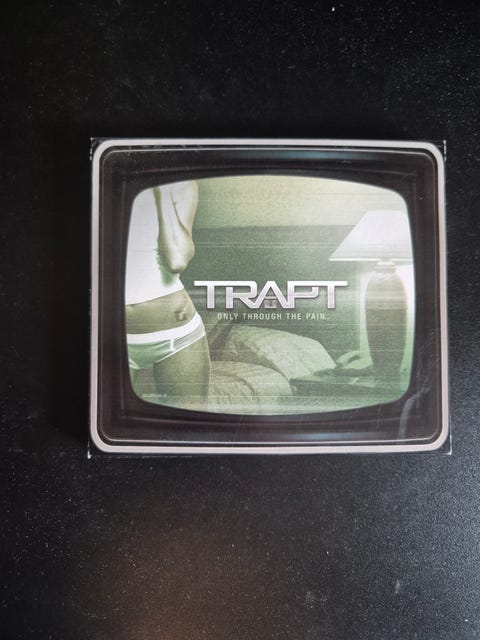 TRAPT
ONLY THROUGH THE PAIN...